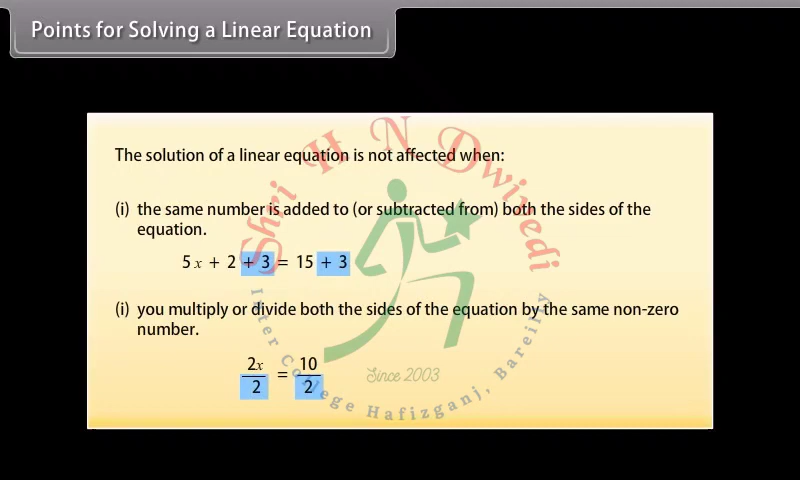 Points for Solving a Linear Equation
The solution of a linear equation is not affected when:
(i) the same number is added to (or subtracted from) both the sides of the
equation.
5x + 2 + 3 = 15 + 3
(i) you multiply or divide both the sides of the equation by the same non-zero
number.
2x/2 = 10/2
Shri H N Dwivedi
Inter College Hafizganj, Bareilly
Since 2003